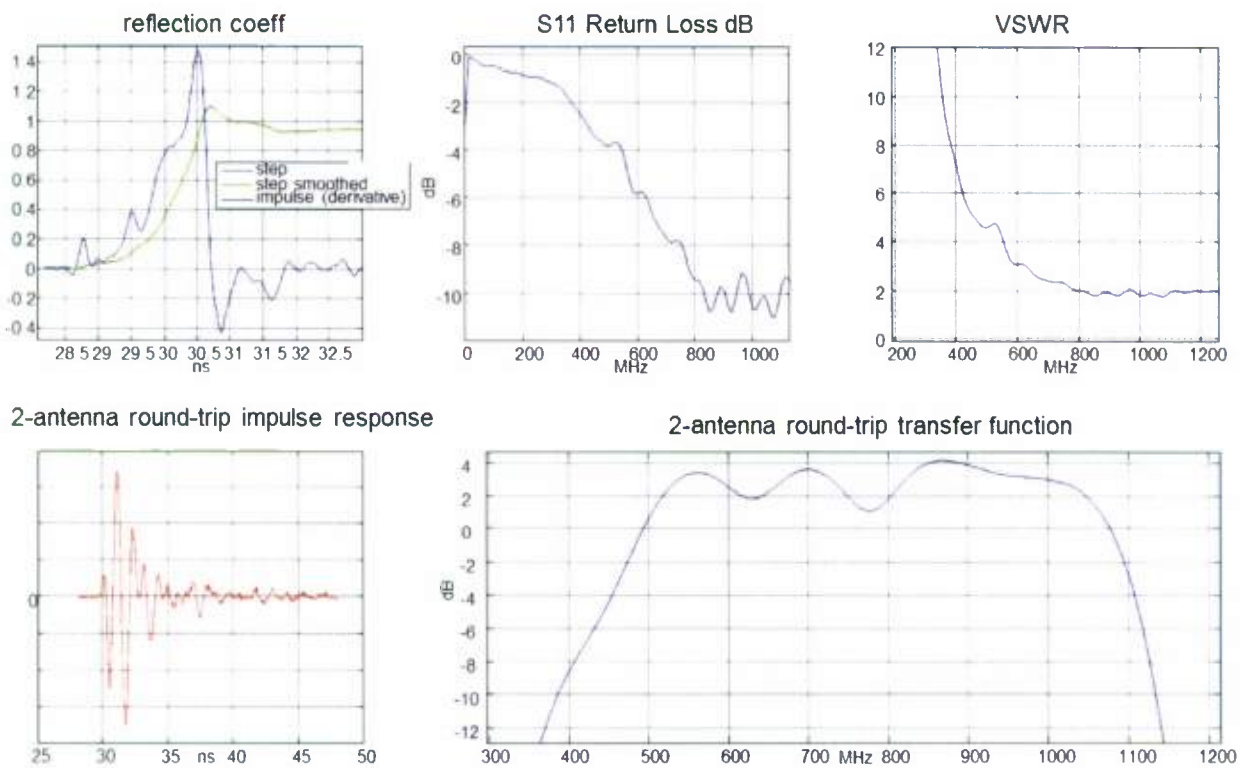 reflection coeff
S11 Return Loss dB
VSWR
1 4
1 2
1
0 8
0 6
0 4
0 2
0
-0.2
-0.4
step
step smoothed
impulse (derivative)
28 5 29 29 5 30 30 5 31 31.5 32 32.5
ns
0
-2
-4
-6
-8
-10
dB
0 200 400 600 800 1000
MHz
12
10
8
6
4
2
0
200 400 600 800 1000 1200
MHz
2-antenna round-trip impulse response
2-antenna round-trip transfer function
0
25 30 35 ns 40 45 50
4
2
0
-2
-4
-6
-8
-10
-12
dB
300 400 500 600 700 MHz 800 900 1000 1100 1200